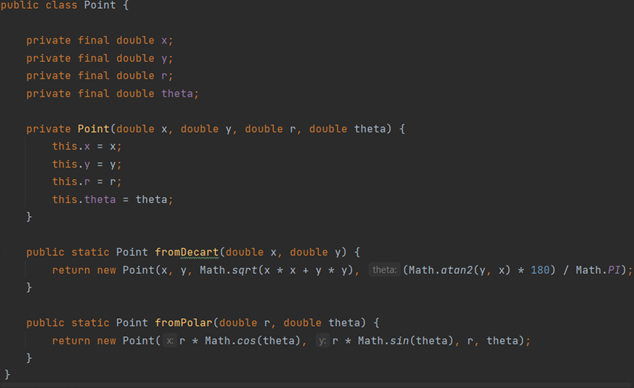 public class Point {
private final double x;
private final double y;
private final double r;
private final double theta;
private Point(double x, double y, double r, double theta) {
this.x = x;
this.y = y;
this.r = r;
this.theta = theta;
}
public static Point fromDecart(double x, double y) {
return new Point(x, y, Math.sqrt(x * x + y * y), theta: (Math.atan2(y, x) * 180) / Math.PI);
}
public static Point fromPolar(double r, double theta) {
return new Point( x: r * Math.cos(theta), y: r * Math.sin(theta), r, theta);
}
}